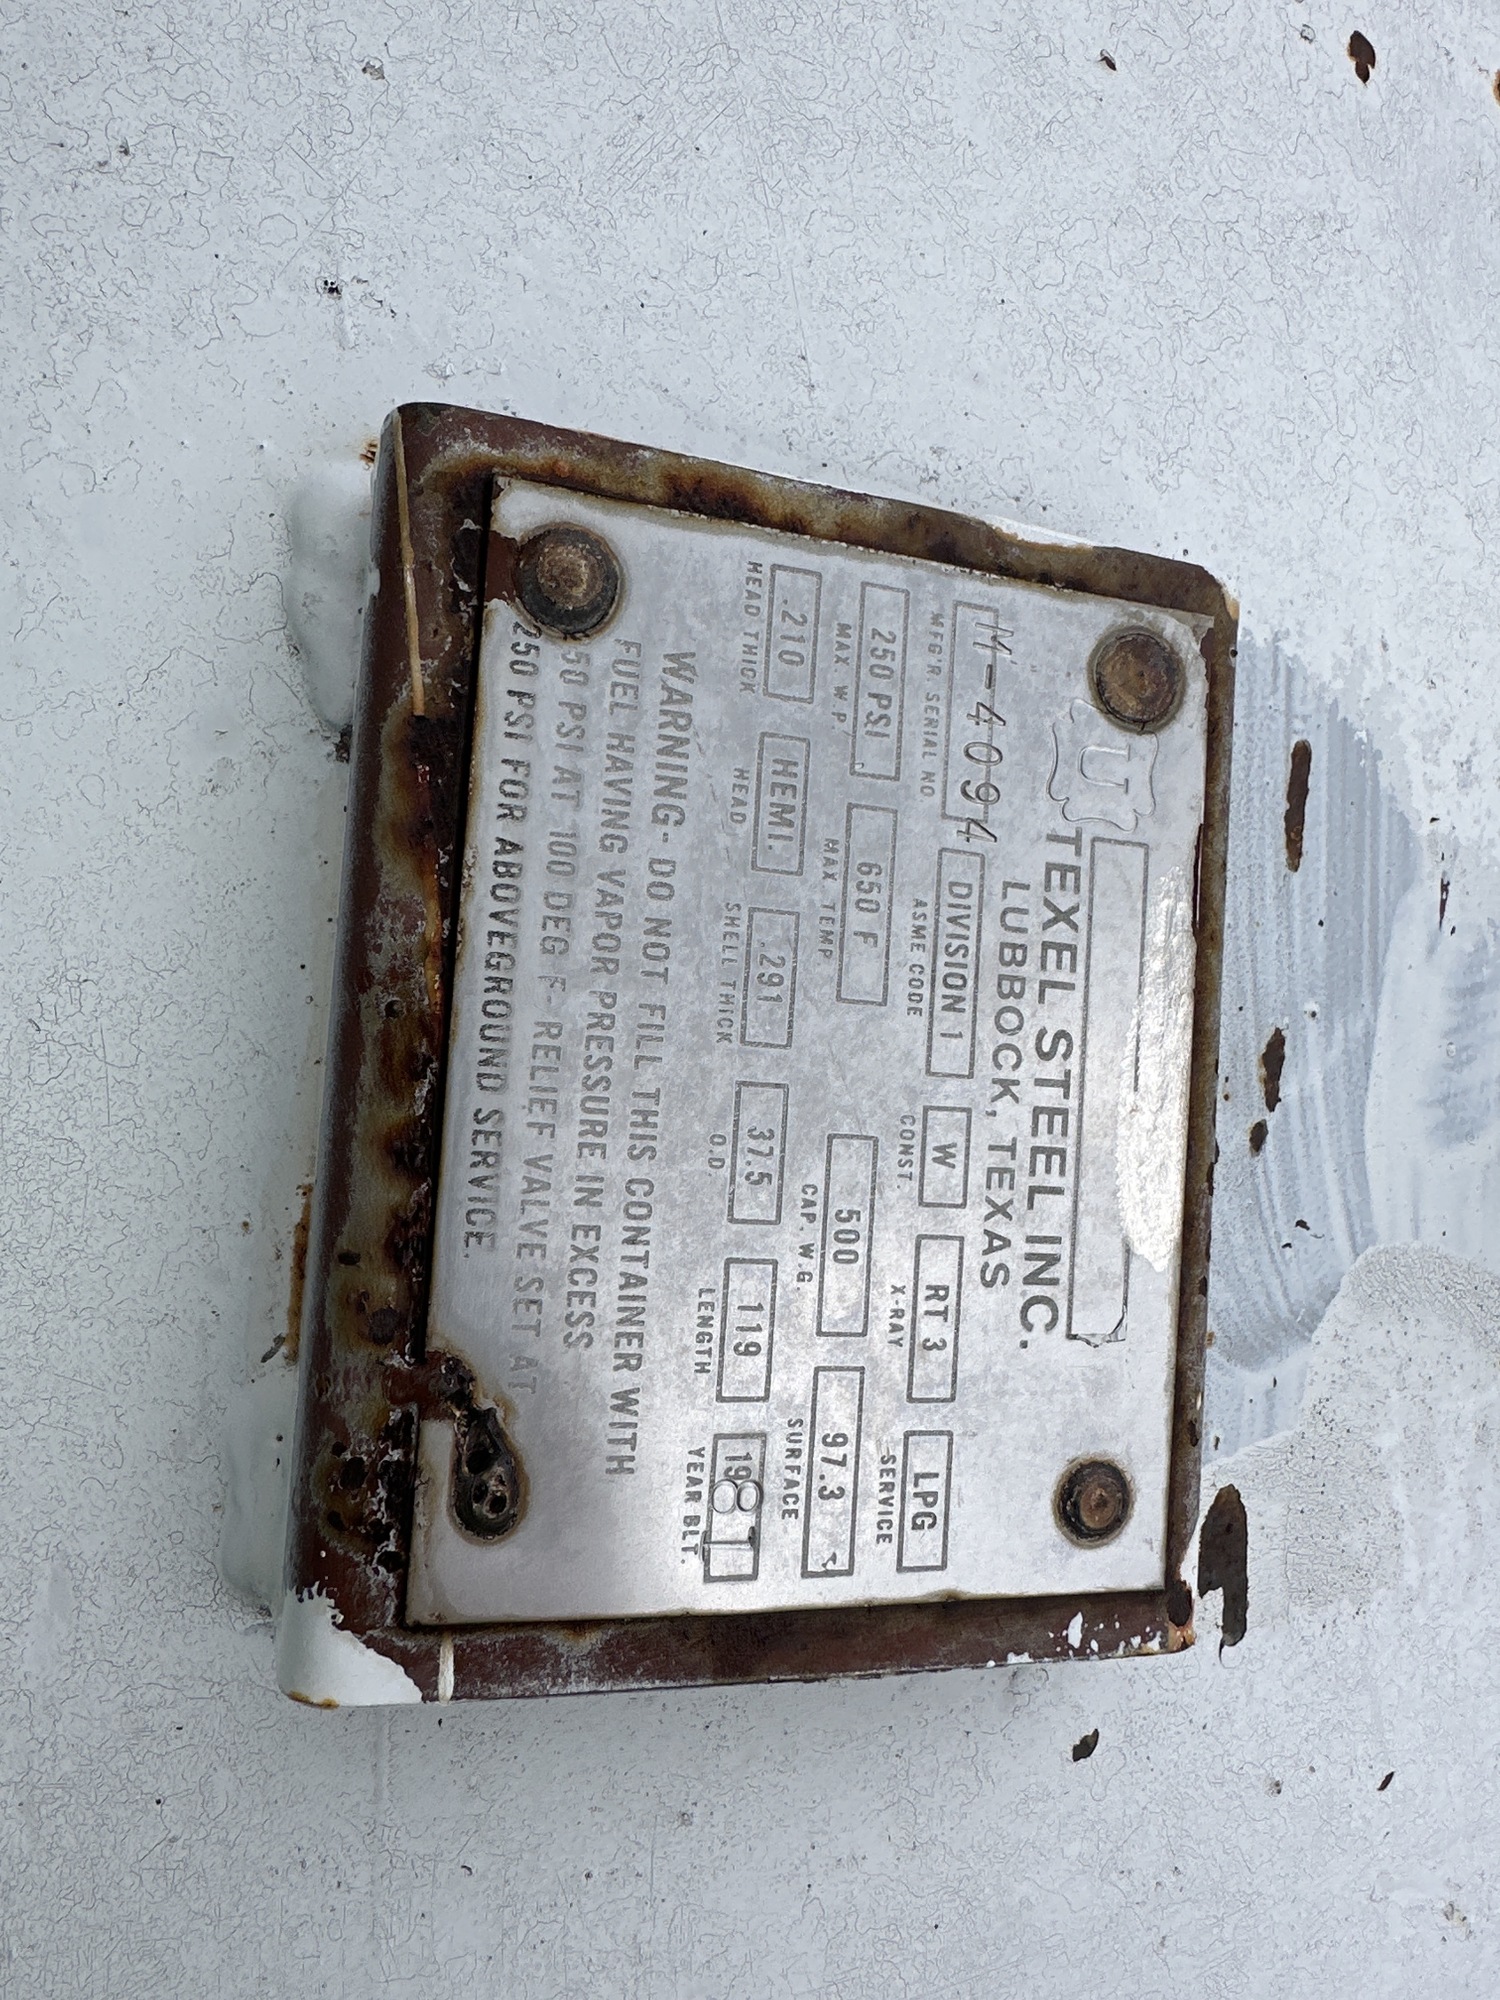 U
TEXEL STEEL INC.
LUBBOCK, TEXAS
M-4094 DIVISION 1 W RT 3 LPG
MFG'R SERIAL NO. ASME CODE CONST. X-RAY SERVICE
250 PSI 650 F 500 97.3
MAX W.P. MAX TEMP. CAP. W.G. SURFACE
.210 HEMI. .291 37.5 119 1981
HEAD THICK HEAD SHELL THICK O.D. LENGTH YEAR BLT.
WARNING- DO NOT FILL THIS CONTAINER WITH
FUEL HAVING VAPOR PRESSURE IN EXCESS
50 PSI AT 100 DEG F- RELIEF VALVE SET AT
250 PSI FOR ABOVEGROUND SERVICE.